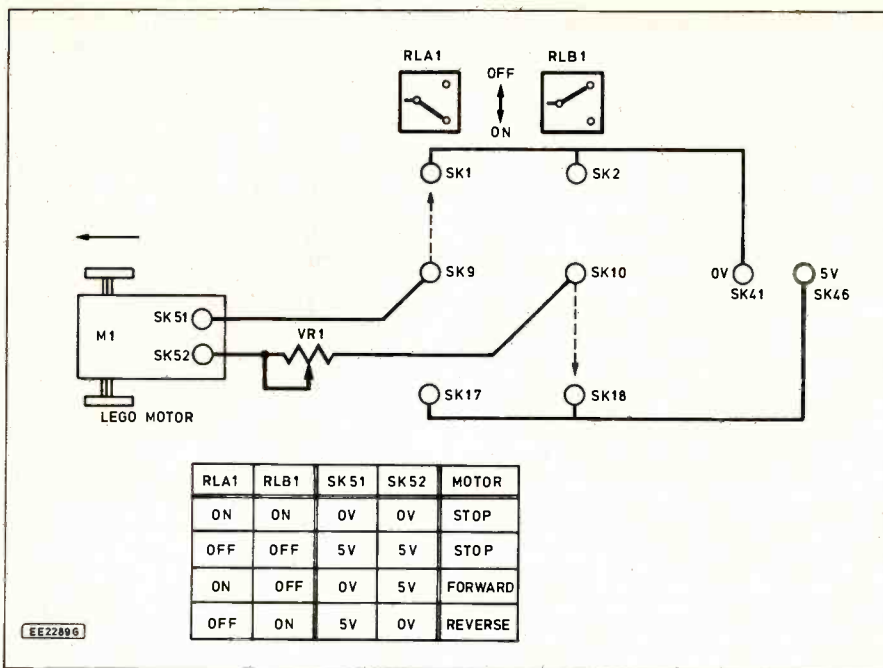 RLA1 RLB1
OFF
ON
SK1 SK2
SK9 SK10 0V 5V
SK41 SK46
SK51
M1 VR1
SK52
SK17 SK18
LEGO MOTOR
RLA1 RLB1 SK51 SK52 MOTOR
ON ON 0V 0V STOP
OFF OFF 5V 5V STOP
ON OFF 0V 5V FORWARD
OFF ON 5V 0V REVERSE
EE2289G